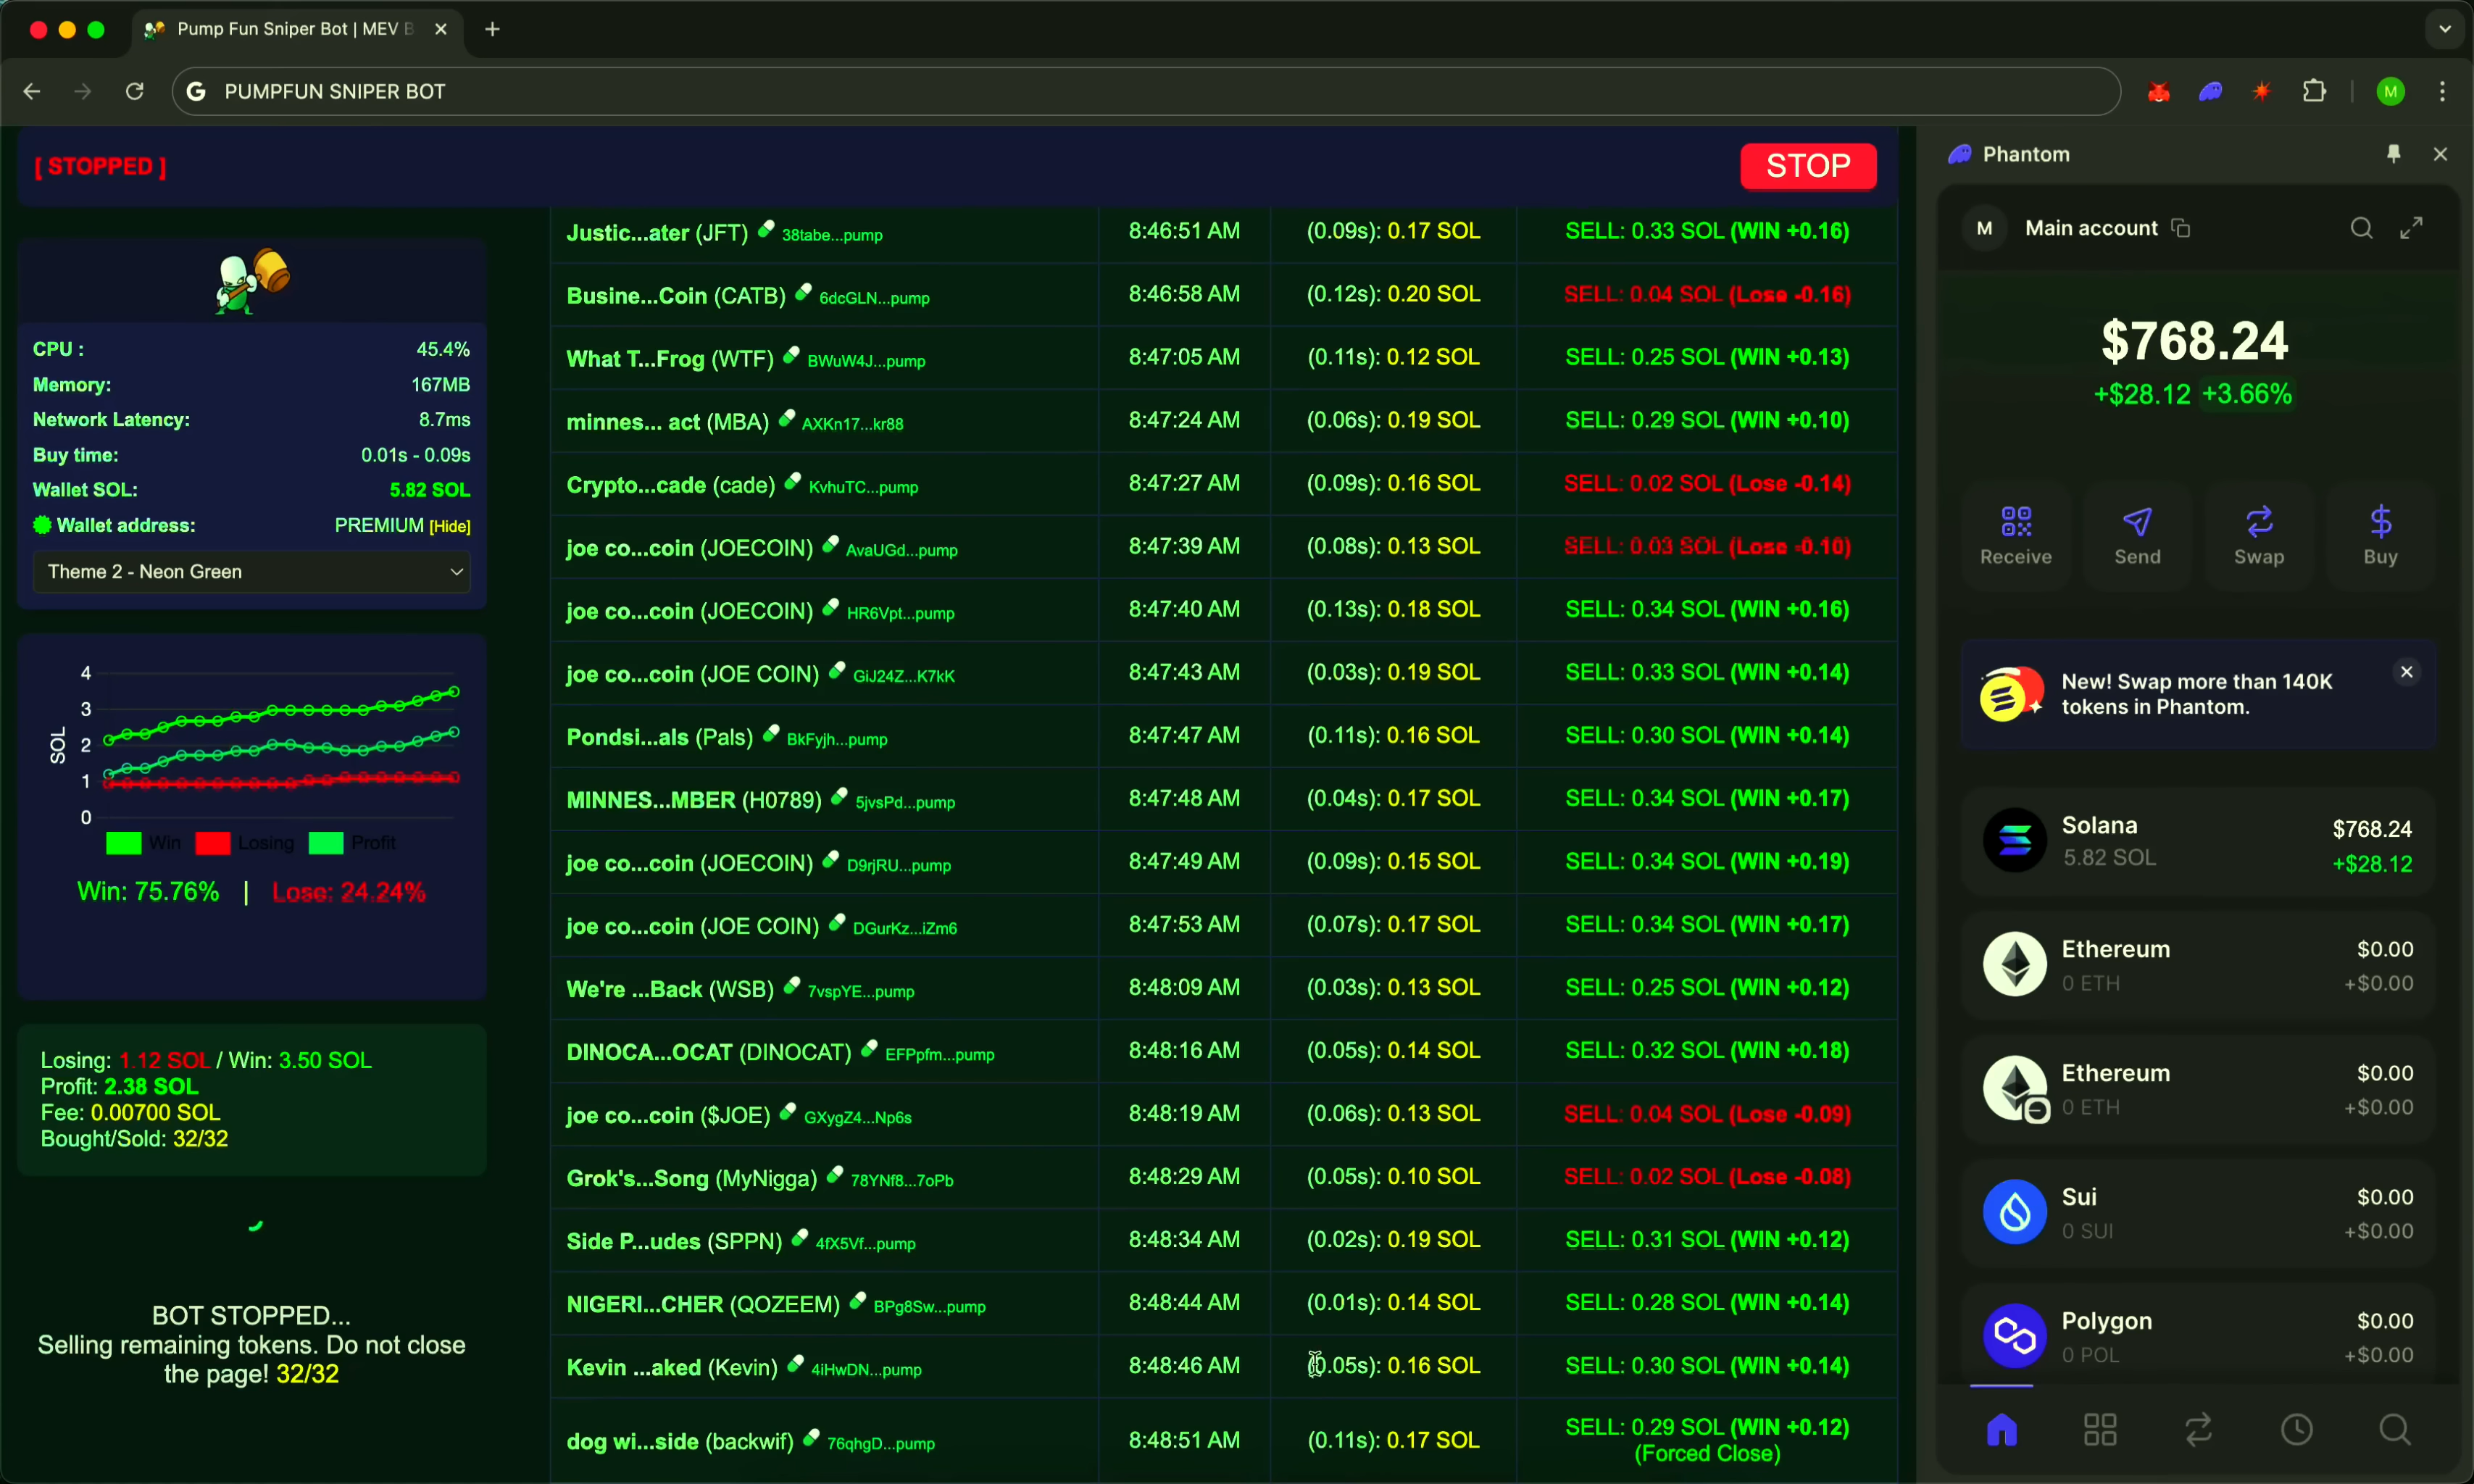 Pump Fun Sniper Bot | MEV B
PUMPFUN SNIPER BOT
M
[ STOPPED ]
STOP
CPU : 45.4%
Memory: 167MB
Network Latency: 8.7ms
Buy time: 0.01s - 0.09s
Wallet SOL: 5.82 SOL
Wallet address: PREMIUM [Hide]
Theme 2 - Neon Green
4
3
2
1
0
SOL
Win Losing Profit
Win: 75.76% | Lose: 24.24%
Losing: 1.12 SOL / Win: 3.50 SOL
Profit: 2.38 SOL
Fee: 0.00700 SOL
Bought/Sold: 32/32
BOT STOPPED...
Selling remaining tokens. Do not close
the page! 32/32
Justic...ater (JFT) 38tabe...pump 8:46:51 AM (0.09s): 0.17 SOL SELL: 0.33 SOL (WIN +0.16)
Busine...Coin (CATB) 6dcGLN...pump 8:46:58 AM (0.12s): 0.20 SOL SELL: 0.04 SOL (Lose -0.16)
What T...Frog (WTF) BWuW4J...pump 8:47:05 AM (0.11s): 0.12 SOL SELL: 0.25 SOL (WIN +0.13)
minnes... act (MBA) AXKn17...kr88 8:47:24 AM (0.06s): 0.19 SOL SELL: 0.29 SOL (WIN +0.10)
Crypto...cade (cade) KvhuTC...pump 8:47:27 AM (0.09s): 0.16 SOL SELL: 0.02 SOL (Lose -0.14)
joe co...coin (JOECOIN) AvaUGd...pump 8:47:39 AM (0.08s): 0.13 SOL SELL: 0.03 SOL (Lose -0.10)
joe co...coin (JOECOIN) HR6Vpt...pump 8:47:40 AM (0.13s): 0.18 SOL SELL: 0.34 SOL (WIN +0.16)
joe co...coin (JOE COIN) GiJ24Z...K7kK 8:47:43 AM (0.03s): 0.19 SOL SELL: 0.33 SOL (WIN +0.14)
Pondsi...als (Pals) BkFyjh...pump 8:47:47 AM (0.11s): 0.16 SOL SELL: 0.30 SOL (WIN +0.14)
MINNES...MBER (H0789) 5jvsPd...pump 8:47:48 AM (0.04s): 0.17 SOL SELL: 0.34 SOL (WIN +0.17)
joe co...coin (JOECOIN) D9rjRU...pump 8:47:49 AM (0.09s): 0.15 SOL SELL: 0.34 SOL (WIN +0.19)
joe co...coin (JOE COIN) DGurKz...iZm6 8:47:53 AM (0.07s): 0.17 SOL SELL: 0.34 SOL (WIN +0.17)
We're ...Back (WSB) 7vspYE...pump 8:48:09 AM (0.03s): 0.13 SOL SELL: 0.25 SOL (WIN +0.12)
DINOCA...OCAT (DINOCAT) EFPpfm...pump 8:48:16 AM (0.05s): 0.14 SOL SELL: 0.32 SOL (WIN +0.18)
joe co...coin ($JOE) GXygZ4...Np6s 8:48:19 AM (0.06s): 0.13 SOL SELL: 0.04 SOL (Lose -0.09)
Grok's...Song (MyNigga) 78YNf8...7oPb 8:48:29 AM (0.05s): 0.10 SOL SELL: 0.02 SOL (Lose -0.08)
Side P...udes (SPPN) 4fX5Vf...pump 8:48:34 AM (0.02s): 0.19 SOL SELL: 0.31 SOL (WIN +0.12)
NIGERI...CHER (QOZEEM) BPg8Sw...pump 8:48:44 AM (0.01s): 0.14 SOL SELL: 0.28 SOL (WIN +0.14)
Kevin ...aked (Kevin) 4iHwDN...pump 8:48:46 AM (0.05s): 0.16 SOL SELL: 0.30 SOL (WIN +0.14)
dog wi...side (backwif) 76qhgD...pump 8:48:51 AM (0.11s): 0.17 SOL SELL: 0.29 SOL (WIN +0.12)
(Forced Close)
Phantom
M Main account
$768.24
+$28.12 +3.66%
Receive Send Swap Buy
New! Swap more than 140K
tokens in Phantom.
Solana $768.24
5.82 SOL +$28.12
Ethereum $0.00
0 ETH +$0.00
Ethereum $0.00
0 ETH +$0.00
Sui $0.00
0 SUI +$0.00
Polygon $0.00
0 POL +$0.00